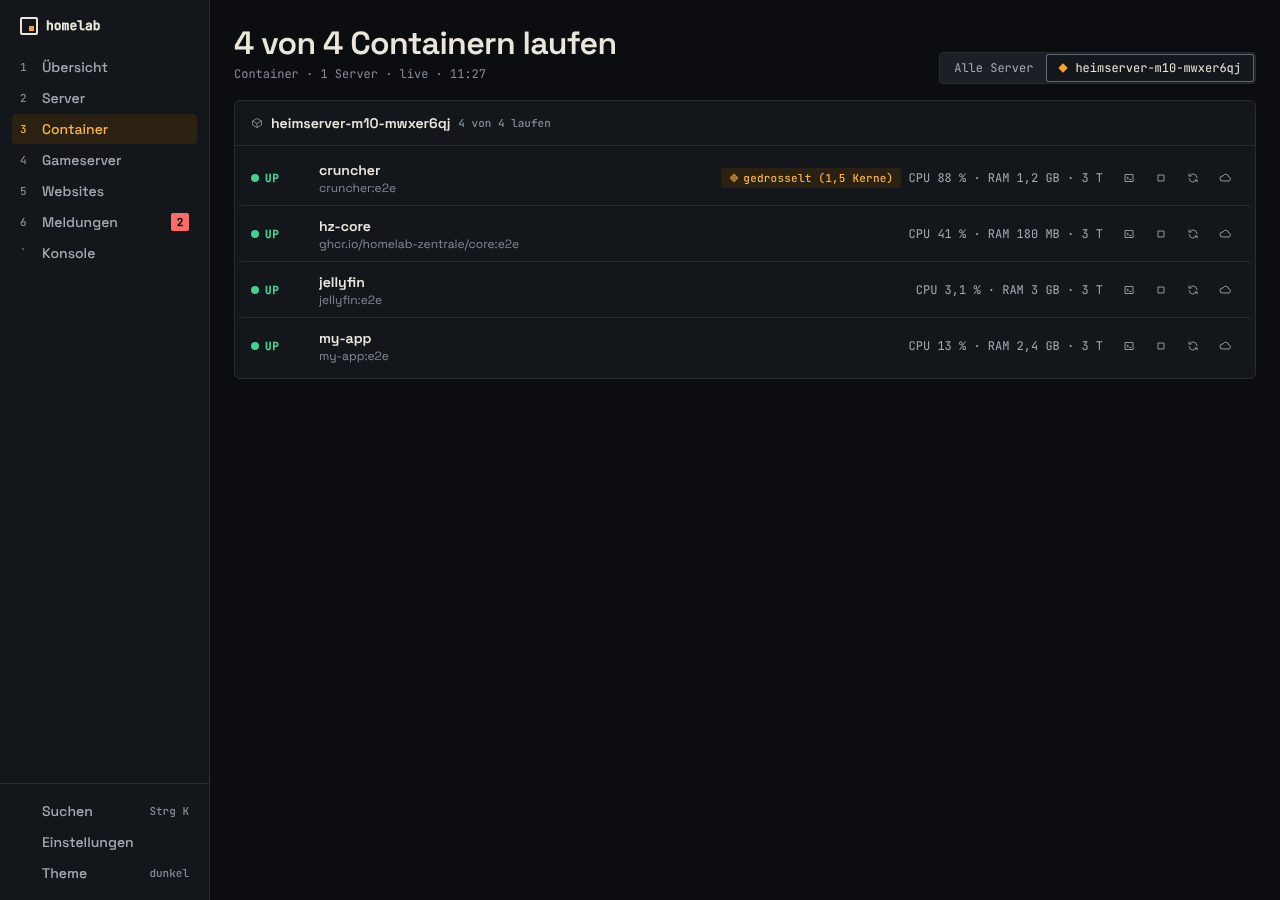 homelab
1 Übersicht
2 Server
3 Container
4 Gameserver
5 Websites
6 Meldungen 2
` Konsole
Suchen Strg K
Einstellungen
Theme dunkel
4 von 4 Containern laufen
Container · 1 Server · live · 11:27
Alle Server heimserver-m10-mwxer6qj
heimserver-m10-mwxer6qj 4 von 4 laufen
UP cruncher gedrosselt (1,5 Kerne) CPU 88 % · RAM 1,2 GB · 3 T
cruncher:e2e
UP hz-core CPU 41 % · RAM 180 MB · 3 T
ghcr.io/homelab-zentrale/core:e2e
UP jellyfin CPU 3,1 % · RAM 3 GB · 3 T
jellyfin:e2e
UP my-app CPU 13 % · RAM 2,4 GB · 3 T
my-app:e2e